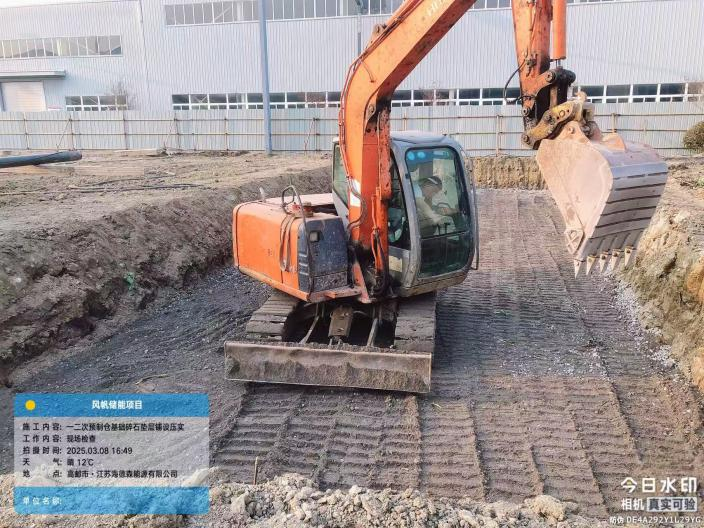 风帆储能项目
施工内容：一二次预制仓基础碎石垫层铺设压实
工作内容：现场检查
拍摄时间：2025.03.08 16:49
天气：晴 12℃
地点：高邮市·江苏海德森能源有限公司
单位名称：
今日水印
相机 真实可验
防伪 DE4A292Y1L29YG